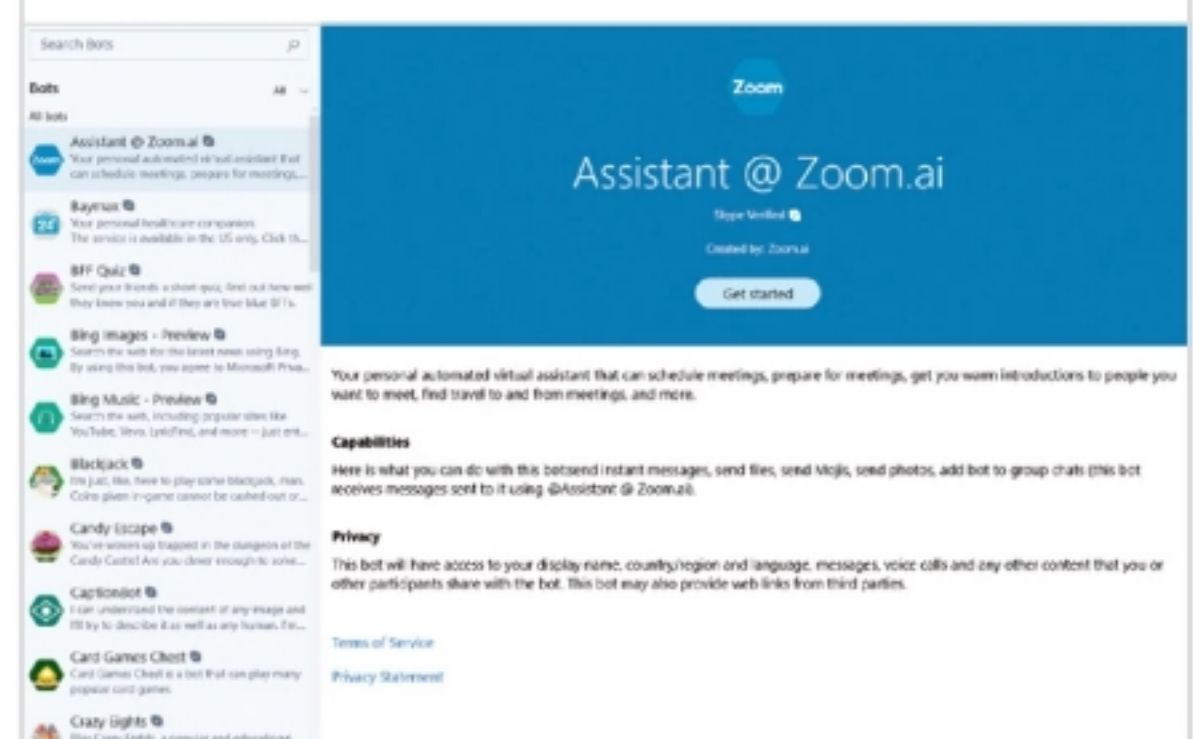 Search Bots
Bots
All
All bots
Assistant @ Zoom.ai
Your personal automated virtual assistant that
can schedule meetings, prepare for meetings,...
Baymax
Your personal healthcare companion.
The service is available in the US only. Click th...
BFF Quiz
Send your friends a short quiz, find out how well
they know you and if they are true blue BFFs.
Bing Images - Preview
Search the web for the latest news using Bing.
By using this bot, you agree to Microsoft Priva...
Bing Music - Preview
Search the web, including popular sites like
YouTube, Vevo, LyricFind, and more -- just ent...
Blackjack
I'm just, like, here to play some blackjack, man.
Coins given in-game cannot be cashed out or...
Candy Escape
You've woken up trapped in the dungeon of the
Candy Castle! Are you clever enough to solve...
CaptionBot
I can understand the content of any image and
I'll try to describe it as well as any human. I'm...
Card Games Chest
Card Games Chest is a bot that can play many
popular card games.
Crazy Eights
Zoom
Assistant @ Zoom.ai
Skype Verified
Created by: Zoom.ai
Get started
Your personal automated virtual assistant that can schedule meetings, prepare for meetings, get you warm introductions to people you
want to meet, find travel to and from meetings, and more.
Capabilities
Here is what you can do with this bot:send instant messages, send files, send Mojis, send photos, add bot to group chats (this bot
receives messages sent to it using @Assistant @ Zoom.ai).
Privacy
This bot will have access to your display name, country/region and language, messages, voice calls and any other content that you or
other participants share with the bot. This bot may also provide web links from third parties.
Terms of Service
Privacy Statement